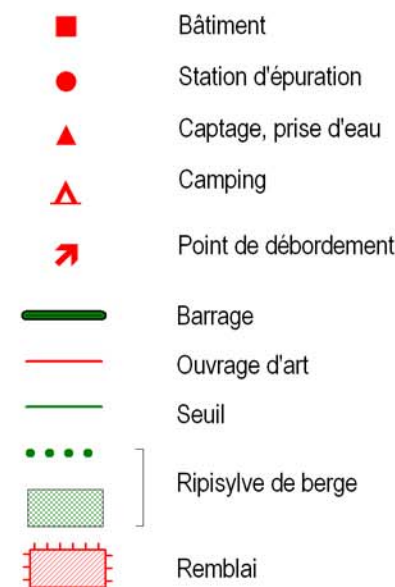 Bâtiment
Station d'épuration
Captage, prise d'eau
Camping
Point de débordement
Barrage
Ouvrage d'art
Seuil
Ripisylve de berge
Remblai